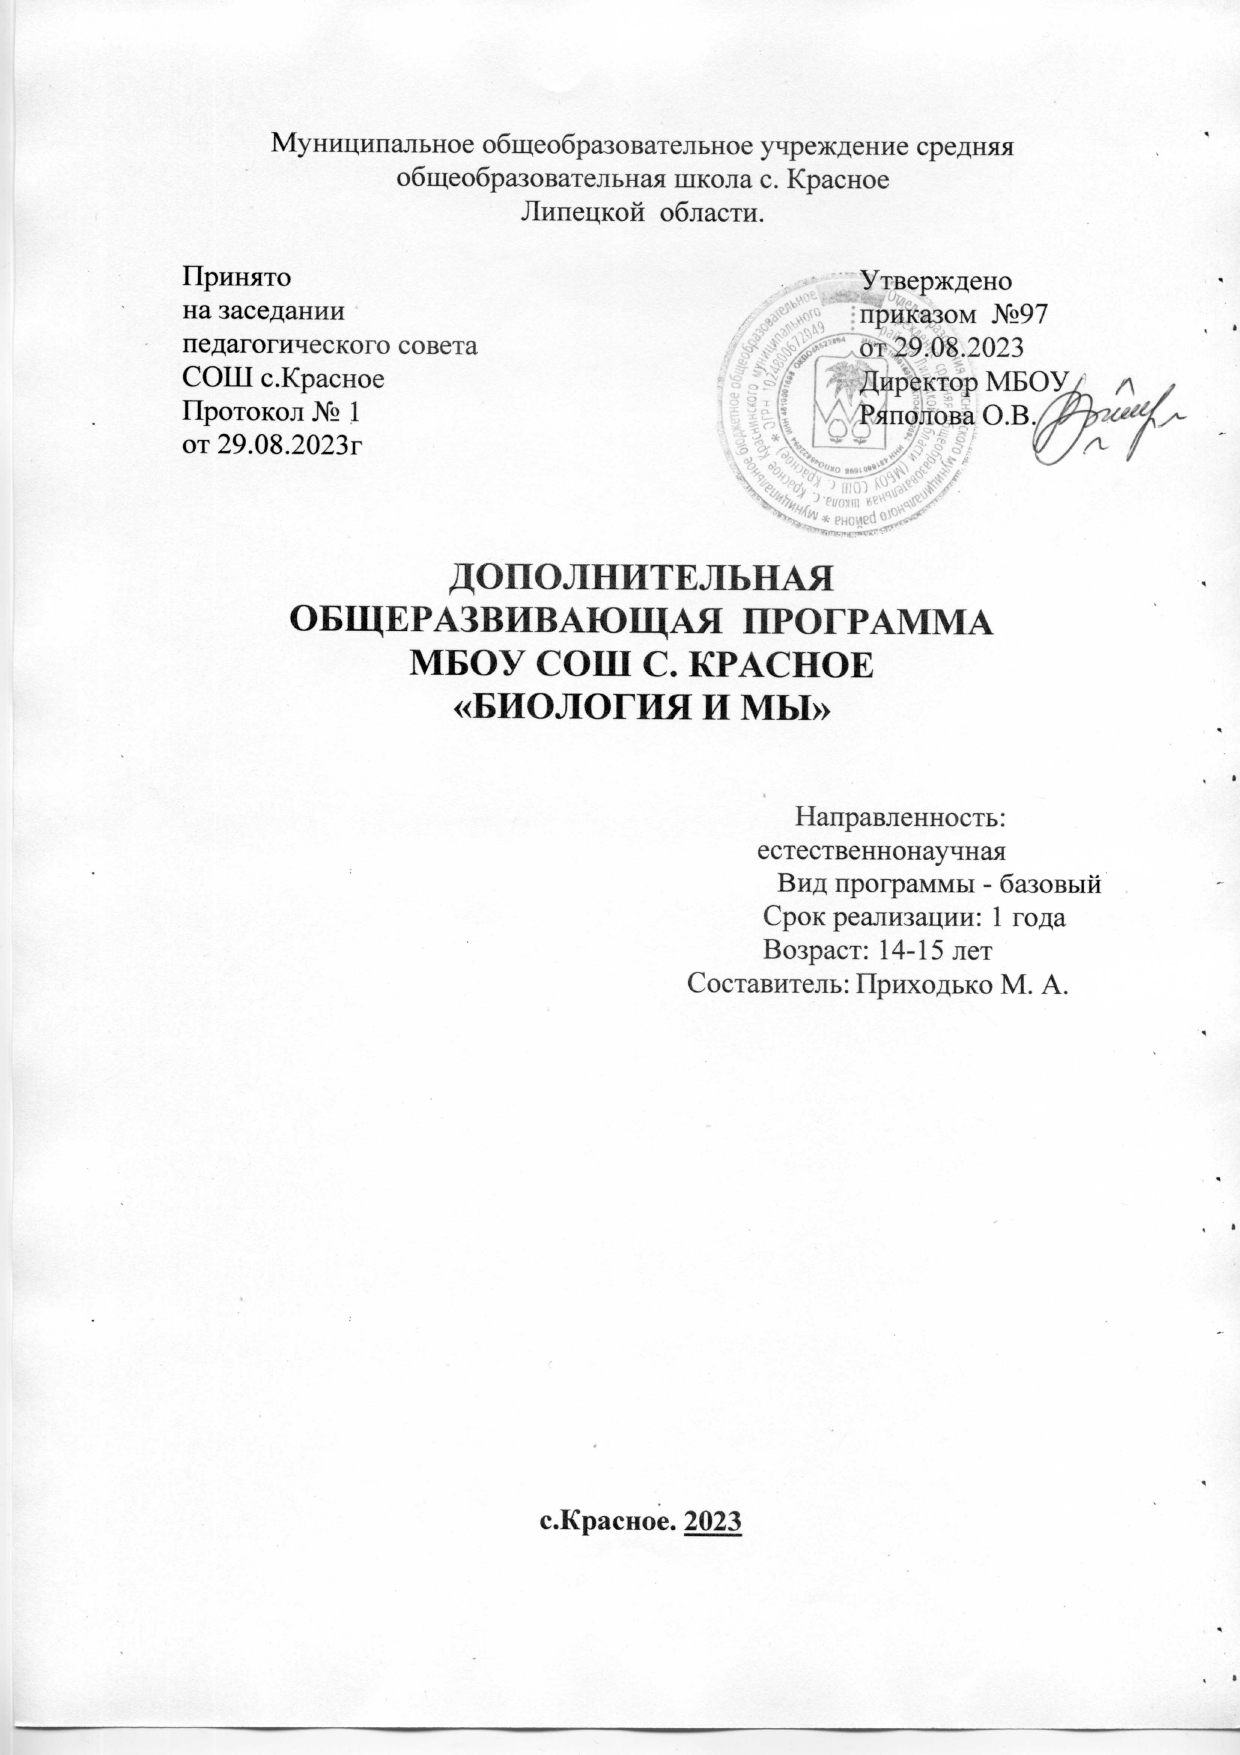 Муниципальное общеобразовательное учреждение средняя
общеобразовательная школа с. Красное
Липецкой области.
Принято
на заседании
педагогического совета
СОШ с.Красное
Протокол № 1
от 29.08.2023г
Утверждено
приказом №97
от 29.08.2023
Директор МБОУ
Ряполова О.В.
ДОПОЛНИТЕЛЬНАЯ
ОБЩЕРАЗВИВАЮЩАЯ ПРОГРАММА
МБОУ СОШ С. КРАСНОЕ
«БИОЛОГИЯ И МЫ»
Направленность:
естественнонаучная
Вид программы - базовый
Срок реализации: 1 года
Возраст: 14-15 лет
Составитель: Приходько М. А.
с.Красное. 2023